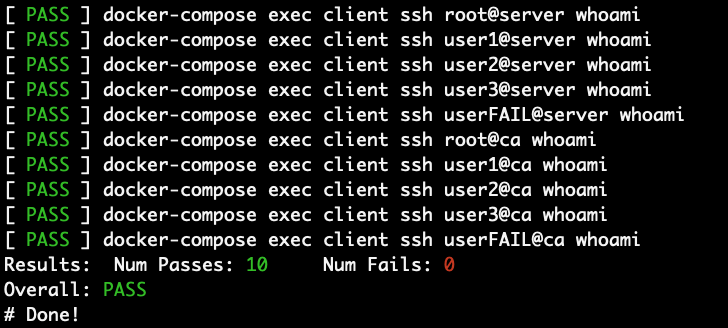 [ PASS ] docker-compose exec client ssh root@server whoami
[ PASS ] docker-compose exec client ssh user1@server whoami
[ PASS ] docker-compose exec client ssh user2@server whoami
[ PASS ] docker-compose exec client ssh user3@server whoami
[ PASS ] docker-compose exec client ssh userFAIL@server whoami
[ PASS ] docker-compose exec client ssh root@ca whoami
[ PASS ] docker-compose exec client ssh user1@ca whoami
[ PASS ] docker-compose exec client ssh user2@ca whoami
[ PASS ] docker-compose exec client ssh user3@ca whoami
[ PASS ] docker-compose exec client ssh userFAIL@ca whoami
Results:  Num Passes: 10     Num Fails: 0
Overall: PASS
# Done!